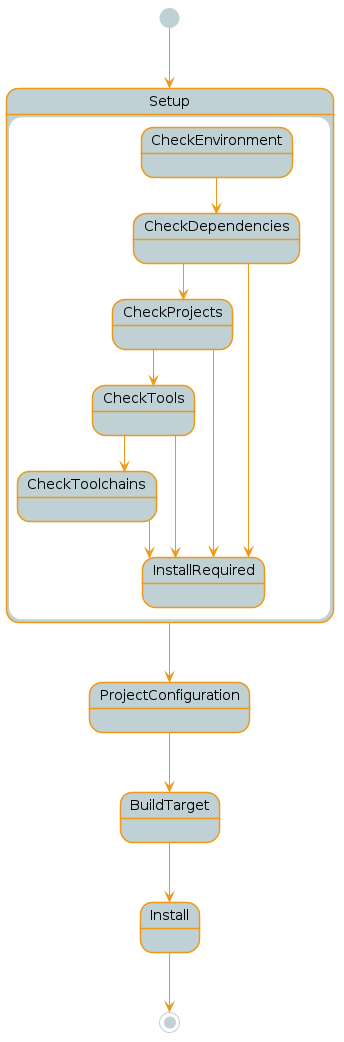 Setup
CheckEnvironment
CheckDependencies
CheckProjects
CheckTools
CheckToolchains
InstallRequired
ProjectConfiguration
BuildTarget
Install